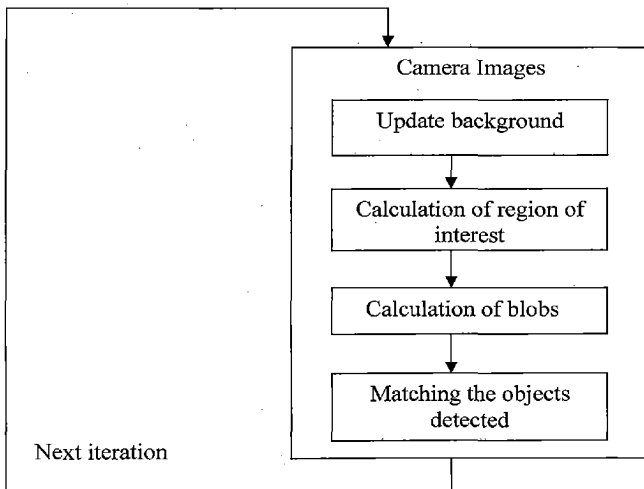 Camera Images
Update background
Calculation of region of
interest
Calculation of blobs
Matching the objects
detected
Next iteration